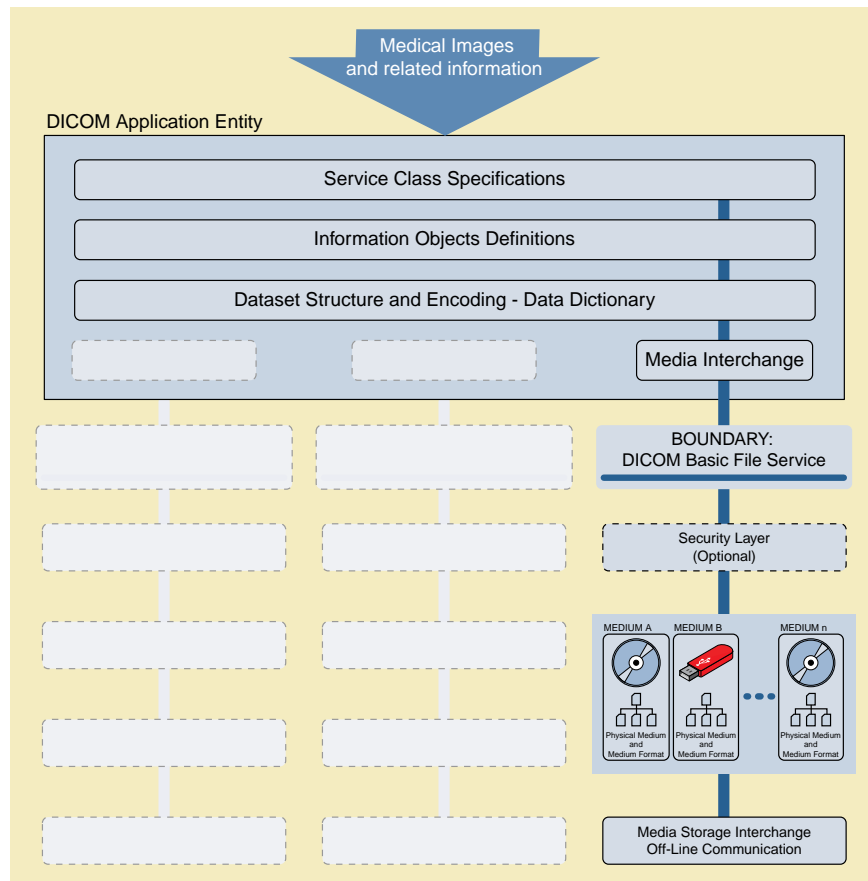 Medical Images
and related information
DICOM Application Entity
Service Class Specifications
Information Objects Definitions
Dataset Structure and Encoding - Data Dictionary
Media Interchange
BOUNDARY:
DICOM Basic File Service
Security Layer
(Optional)
MEDIUM A
Physical Medium
and
Medium Format
MEDIUM B
Physical Medium
and
Medium Format
MEDIUM n
Physical Medium
and
Medium Format
Media Storage Interchange
Off-Line Communication